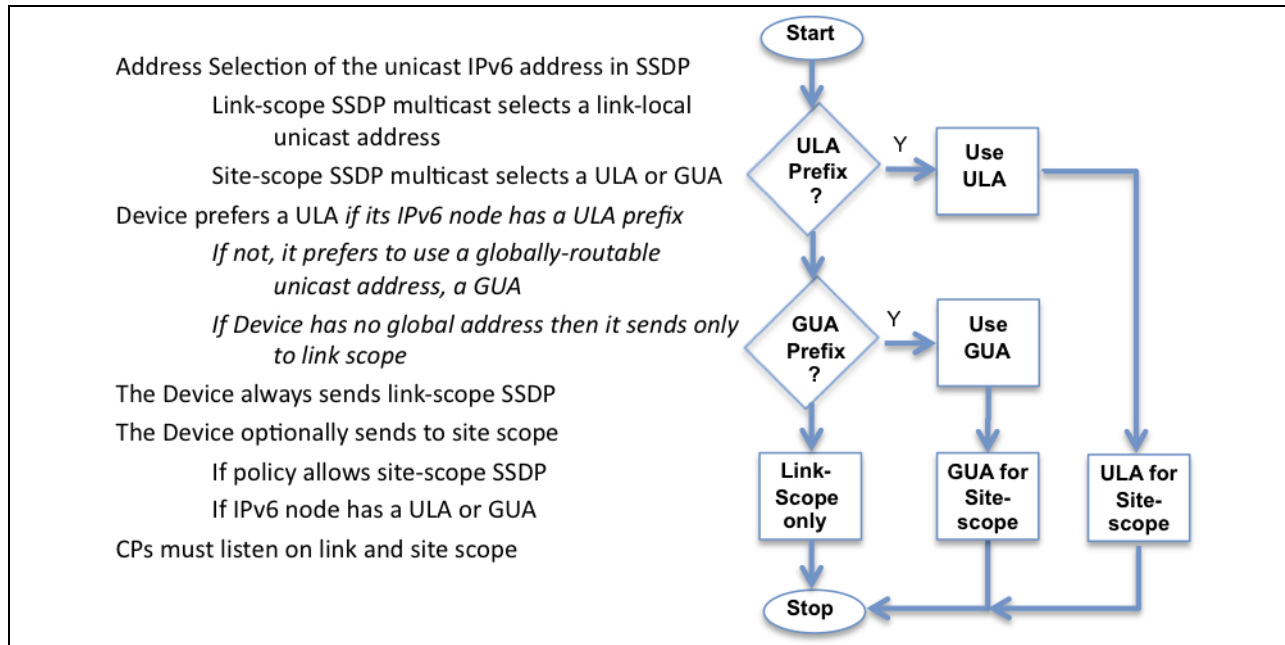 Address Selection of the unicast IPv6 address in SSDP
Link-scope SSDP multicast selects a link-local
unicast address
Site-scope SSDP multicast selects a ULA or GUA
Device prefers a ULA if its IPv6 node has a ULA prefix
If not, it prefers to use a globally-routable
unicast address, a GUA
If Device has no global address then it sends only
to link scope
The Device always sends link-scope SSDP
The Device optionally sends to site scope
If policy allows site-scope SSDP
If IPv6 node has a ULA or GUA
CPs must listen on link and site scope
Start
ULA
Prefix
?
Y
Use
ULA
GUA
Prefix
?
Y
Use
GUA
Link-
Scope
only
GUA for
Site-
scope
ULA for
Site-
scope
Stop